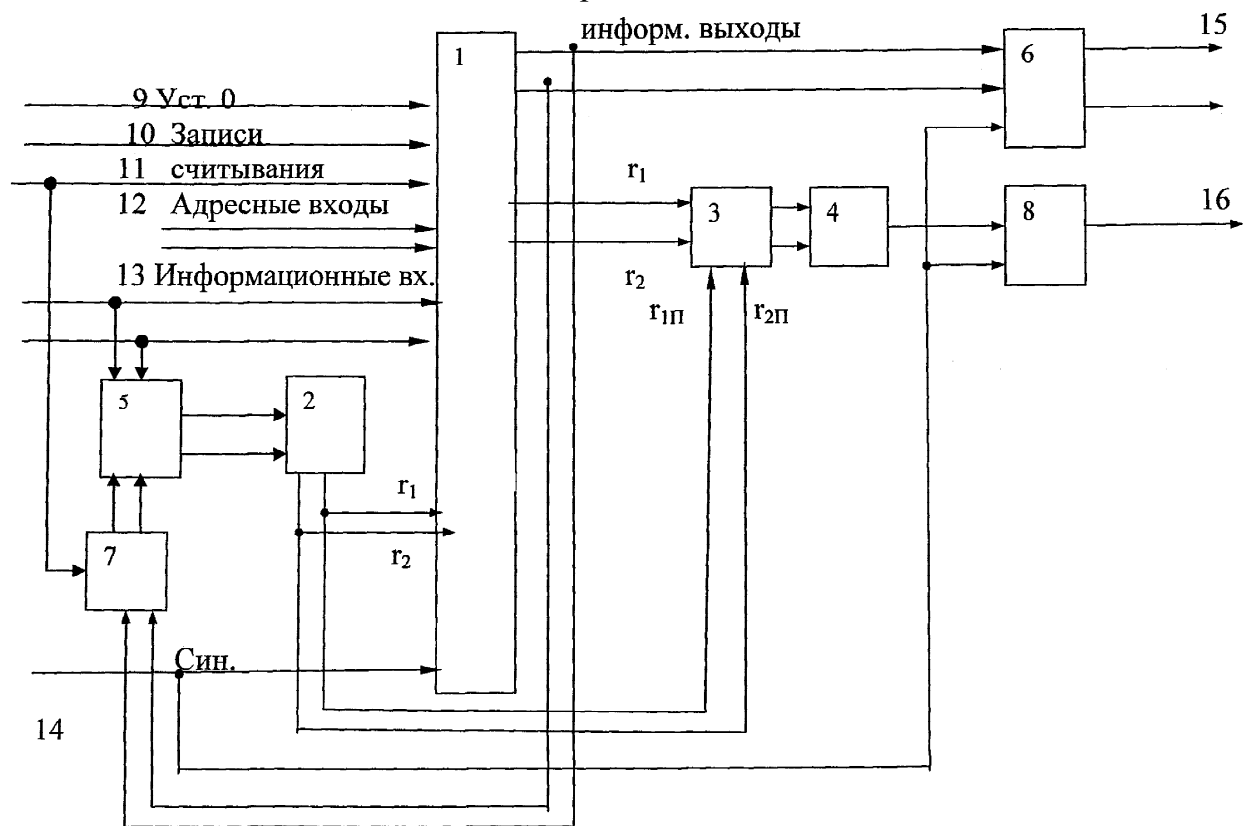 информ. выходы
15
1
6
9 Уст. 0
10 Записи
11 считывания
r₁
16
12 Адресные входы
3
4
8
13 Информационные вх.
r₂
r₁П
r₂П
5
2
r₁
7
r₂
Син.
14